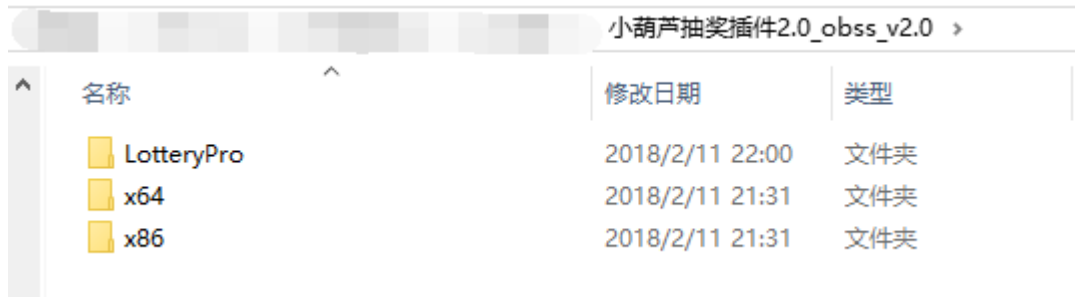 小葫芦抽奖插件2.0_obss_v2.0
名称 修改日期 类型
LotteryPro 2018/2/11 22:00 文件夹
x64 2018/2/11 21:31 文件夹
x86 2018/2/11 21:31 文件夹